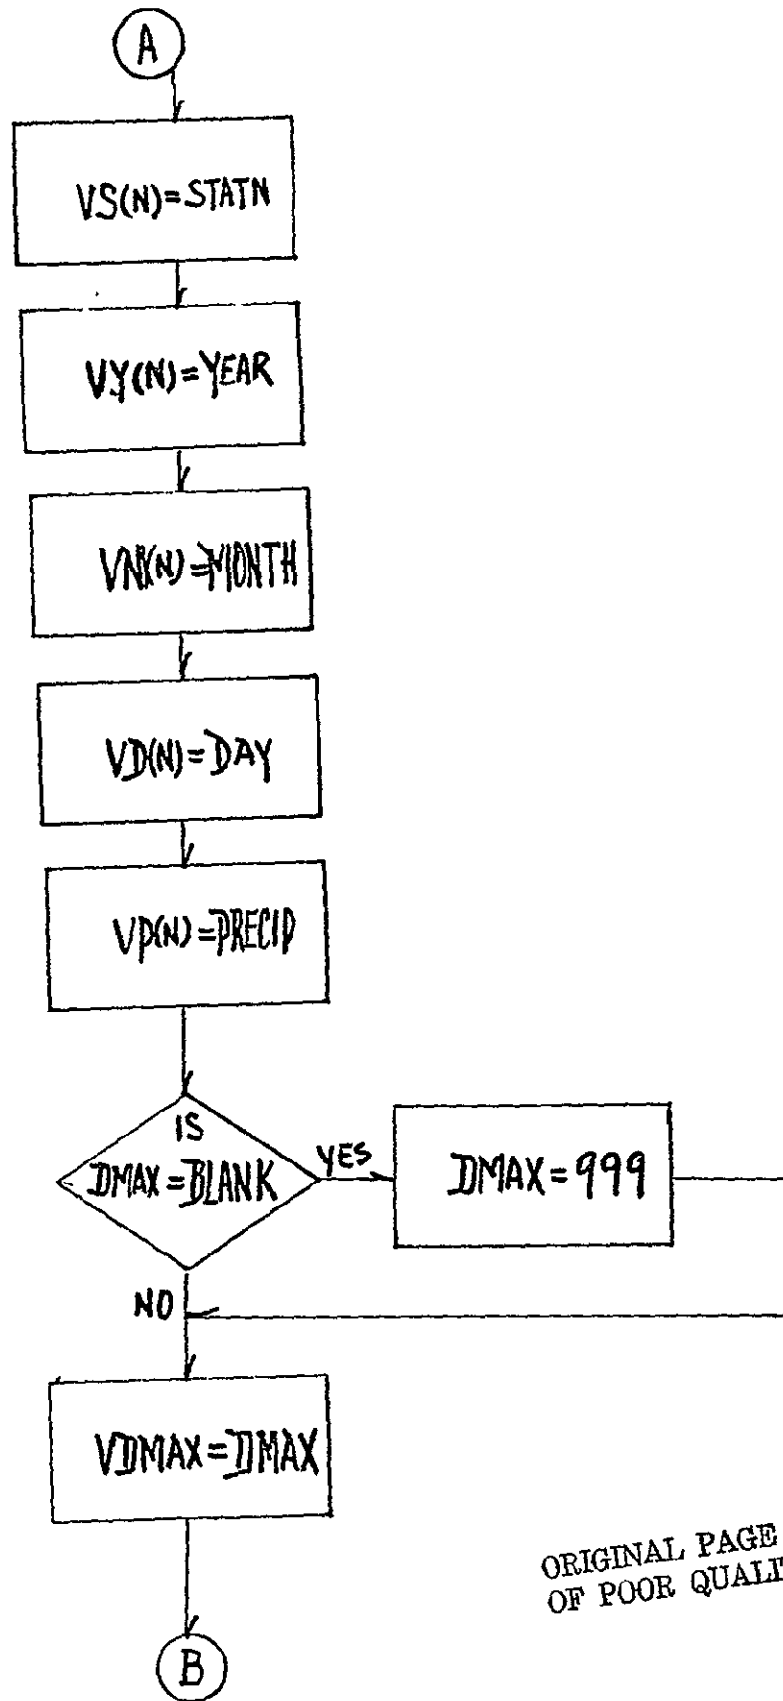 A
VS(N)=STATN
VY(N)=YEAR
VM(N)=MONTH
VD(N)=DAY
VP(N)=PRECIP
IS
DMAX=BLANK
YES
DMAX=999
NO
VDMAX=DMAX
B
ORIGINAL PAGE
OF POOR QUALIT